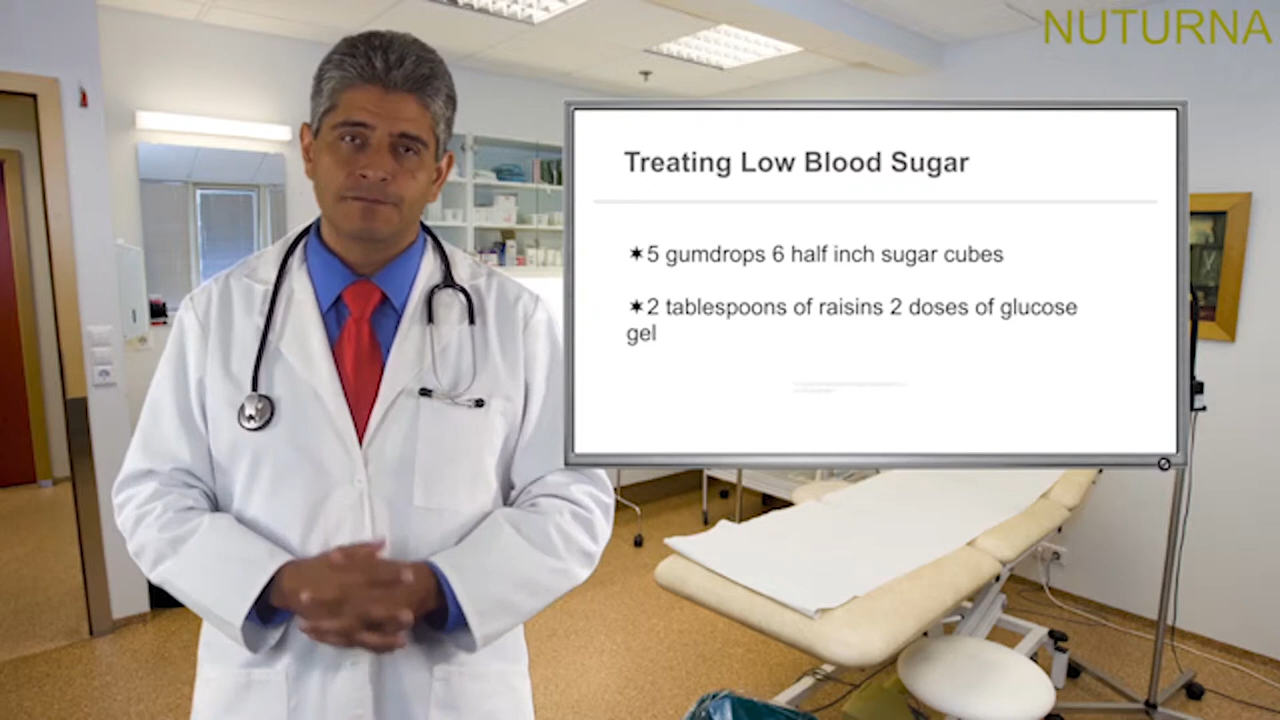 NUTURNA
Treating Low Blood Sugar
✶5 gumdrops 6 half inch sugar cubes
✶2 tablespoons of raisins 2 doses of glucose
gel